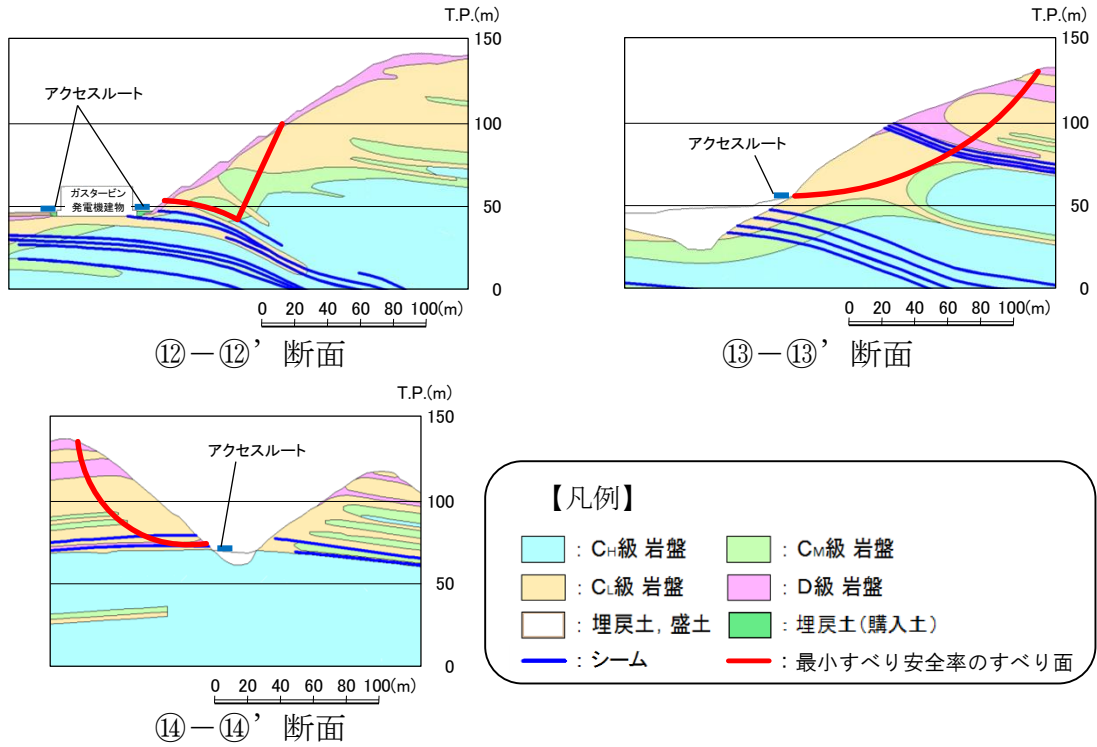 T.P.(m)
150
アクセスルート
100
ガスタービン
発電機建物
50
0
0 20 40 60 80 100(m)
⑫－⑫’断面
T.P.(m)
150
アクセスルート
100
50
0
0 20 40 60 80 100(m)
⑬－⑬’断面
T.P.(m)
150
アクセスルート
100
50
0
0 20 40 60 80 100(m)
⑭－⑭’断面
【凡例】
：CH級 岩盤 ：CM級 岩盤
：CL級 岩盤 ：D級 岩盤
：埋戻土，盛土 ：埋戻土（購入土）
：シーム ：最小すべり安全率のすべり面